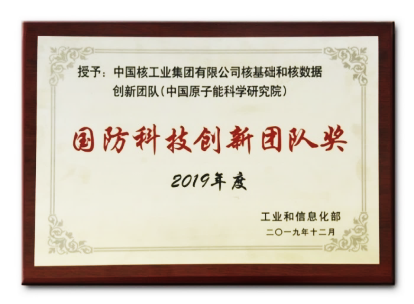 授予：中国核工业集团有限公司核基础和核数据
创新团队（中国原子能科学研究院）
国防科技创新团队奖
2019年度
工业和信息化部
二〇一九年十二月